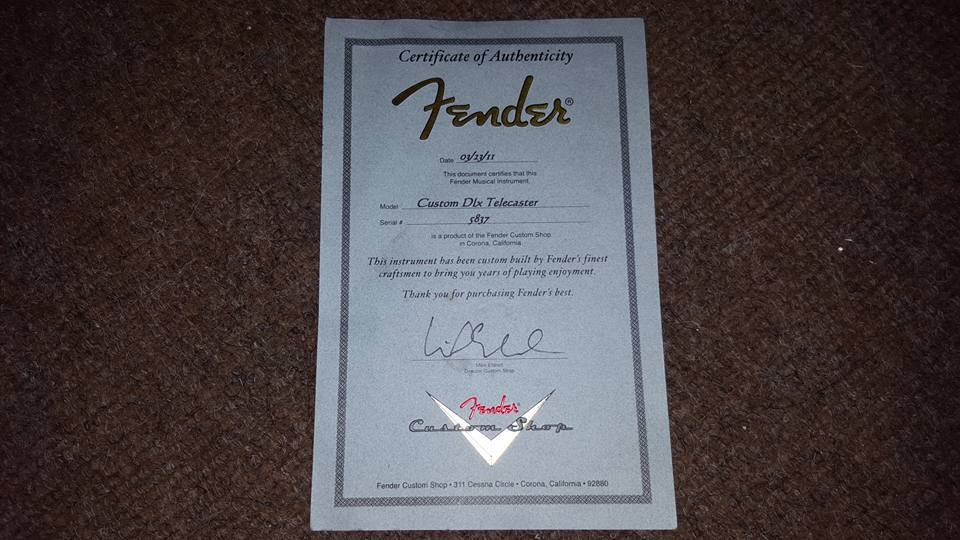 Certificate of Authenticity
Fender®
Date 03/23/11
This document certifies that this
Fender Musical Instrument
Model Custom Dlx Telecaster
Serial # 5837
is a product of the Fender Custom Shop
in Corona, California
This instrument has been custom built by Fender's finest
craftsmen to bring you years of playing enjoyment.
Thank you for purchasing Fender's best.
Director Custom Shop
Fender®
Custom Shop
Fender Custom Shop • 311 Cessna Circle • Corona, California • 92880